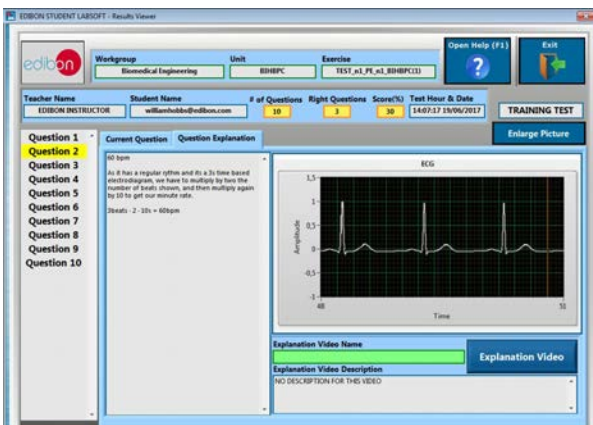 EDIBON STUDENT LABSOFT - Results Viewer
edibon
Workgroup
Biomedical Engineering
Unit
BIHBPC
Exercise
TEST_n1_PE_n1_BIHBPC(1)
Open Help (F1)
?
Exit
Teacher Name
EDIBON INSTRUCTOR
Student Name
williamhobbs@edibon.com
# of Questions
10
Right Questions
3
Score(%)
30
Test Hour & Date
14:07:17 19/06/2017
TRAINING TEST
Enlarge Picture
Question 1
Question 2
Question 3
Question 4
Question 5
Question 6
Question 7
Question 8
Question 9
Question 10
Current Question
Question Explanation
60 bpm
As it has a regular rythm and its a 3s time based
electrodiagram, we have to multiply by two the
number of beats shown, and then multiply again
by 10 to get our minute rate.
3beats · 2 · 10s = 60bpm
ECG
1,5
1
0,5
0
-0,5
-1
Amplitude
48
51
Time
Explanation Video Name
Explanation Video
Explanation Video Description
NO DESCRIPTION FOR THIS VIDEO